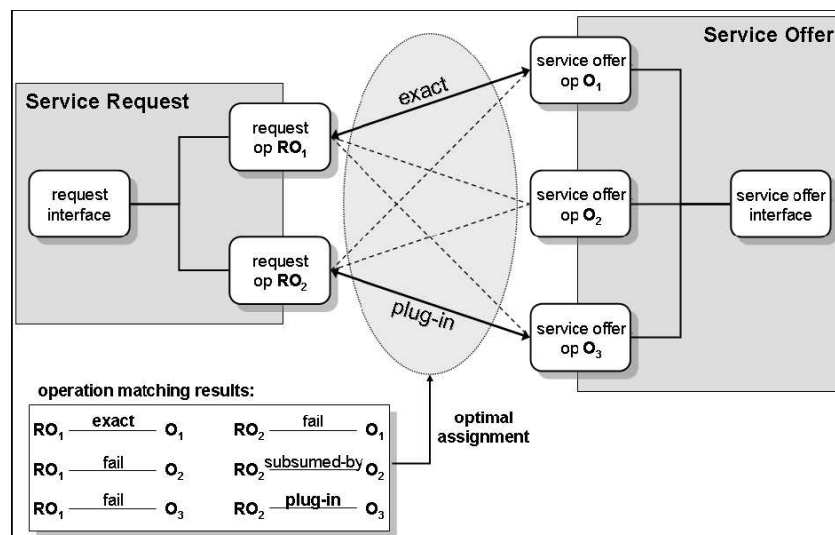 Service Offer
Service Request
request
interface
request
op RO₁
request
op RO₂
exact
plug-in
service offer
op O₁
service offer
op O₂
service offer
op O₃
service offer
interface
optimal
assignment
operation matching results:
RO₁ exact O₁ RO₂ fail O₁
RO₁ fail O₂ RO₂ subsumed-by O₂
RO₁ fail O₃ RO₂ plug-in O₃